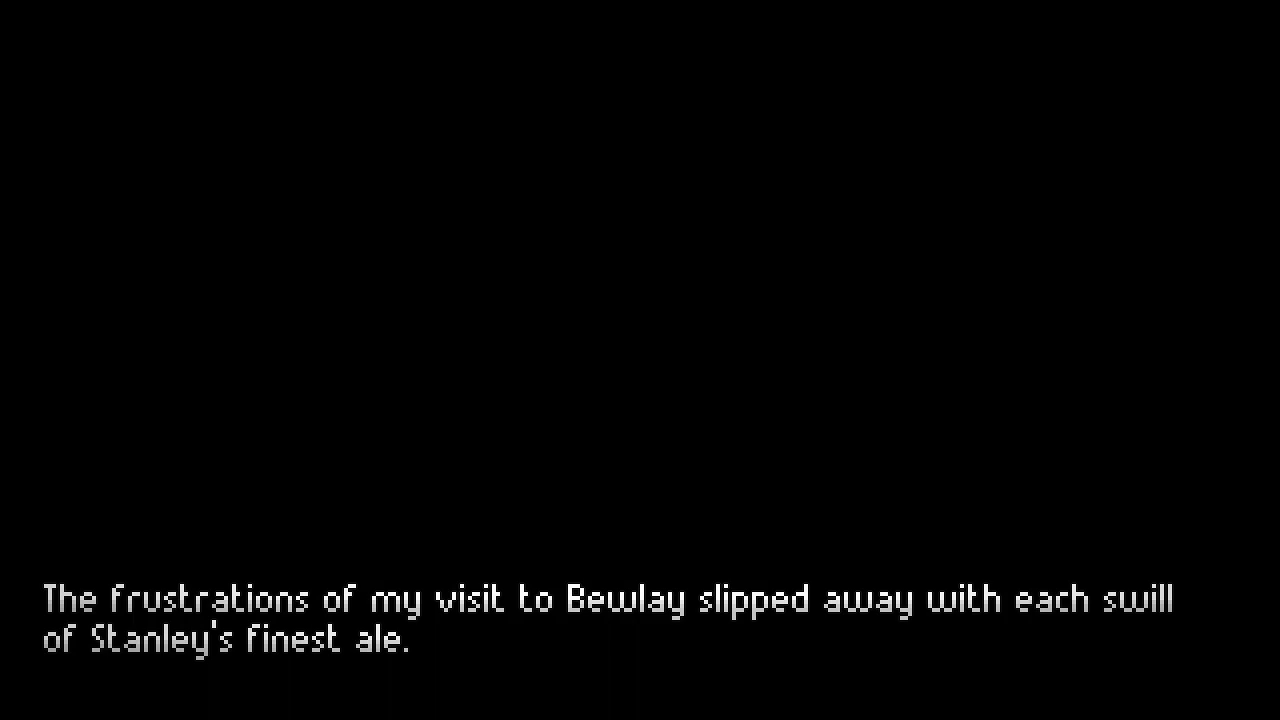 The frustrations of my visit to Bewlay slipped away with each swill
of Stanley's finest ale.